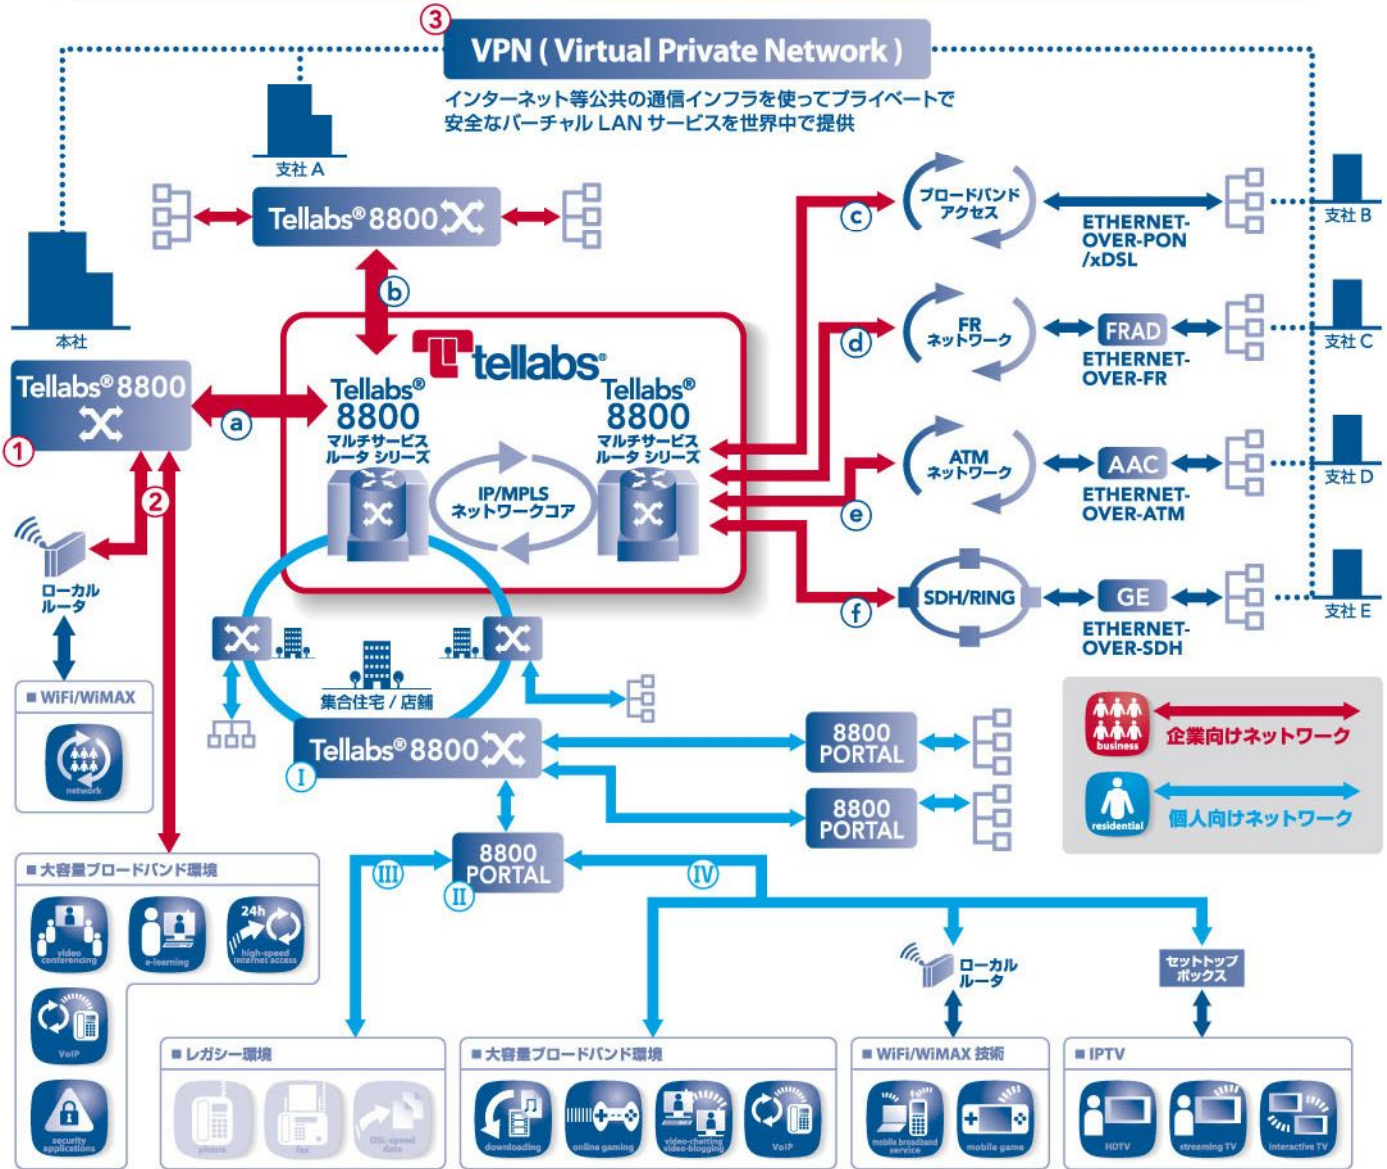 ③
VPN ( Virtual Private Network )
インターネット等公共の通信インフラを使ってプライベートで
安全なバーチャル LAN サービスを世界中で提供
支社 A
本社
Tellabs® 8800
b
ブロードバンド
アクセス
c
ETHERNET-
OVER-PON
/xDSL
支社 B
Tellabs® 8800
①
a
②
tellabs®
Tellabs®
8800
マルチサービス
ルータ シリーズ
IP/MPLS
ネットワークコア
Tellabs®
8800
マルチサービス
ルータ シリーズ
d
FR
ネットワーク
FRAD
ETHERNET-
OVER-FR
支社 C
e
ATM
ネットワーク
AAC
ETHERNET-
OVER-ATM
支社 D
f
SDH/RING
GE
ETHERNET-
OVER-SDH
支社 E
ローカル
ルータ
■ WiFi/WiMAX
network
集合住宅 / 店舗
Tellabs® 8800
I
8800
PORTAL
8800
PORTAL
8800
PORTAL
II
III
IV
business
企業向けネットワーク
residential
個人向けネットワーク
■ 大容量ブロードバンド環境
video
conferencing
e-learning
24h
high-speed
internet access
VoIP
security
applications
ローカル
ルータ
セットトップ
ボックス
■ レガシー環境
phone
fax
DSL-speed
data
■ 大容量ブロードバンド環境
downloading
online gaming
video-chatting
video-blogging
VoIP
■ WiFi/WiMAX 技術
mobile broadband
service
mobile game
■ IPTV
HDTV
streaming TV
interactive TV